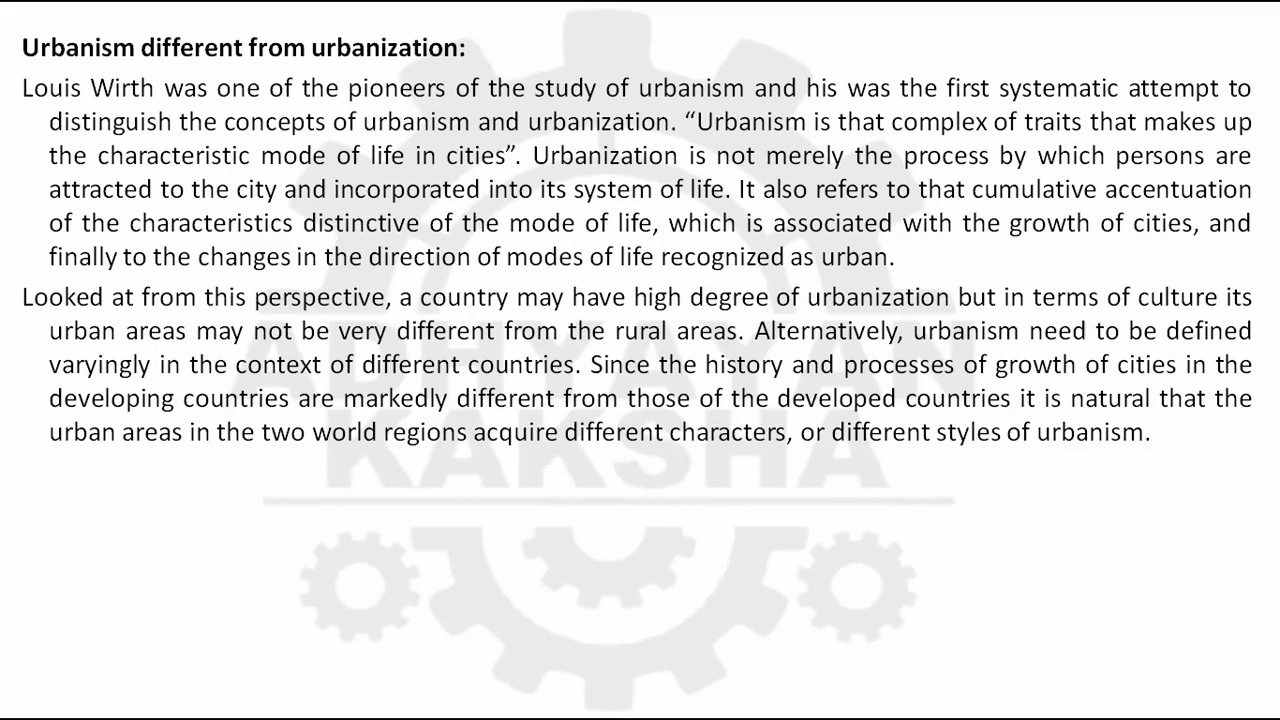 Urbanism different from urbanization:
Louis Wirth was one of the pioneers of the study of urbanism and his was the first systematic attempt to
distinguish the concepts of urbanism and urbanization. “Urbanism is that complex of traits that makes up
the characteristic mode of life in cities”. Urbanization is not merely the process by which persons are
attracted to the city and incorporated into its system of life. It also refers to that cumulative accentuation
of the characteristics distinctive of the mode of life, which is associated with the growth of cities, and
finally to the changes in the direction of modes of life recognized as urban.
Looked at from this perspective, a country may have high degree of urbanization but in terms of culture its
urban areas may not be very different from the rural areas. Alternatively, urbanism need to be defined
varyingly in the context of different countries. Since the history and processes of growth of cities in the
developing countries are markedly different from those of the developed countries it is natural that the
urban areas in the two world regions acquire different characters, or different styles of urbanism.
ADHYAYAN
KAKSHA